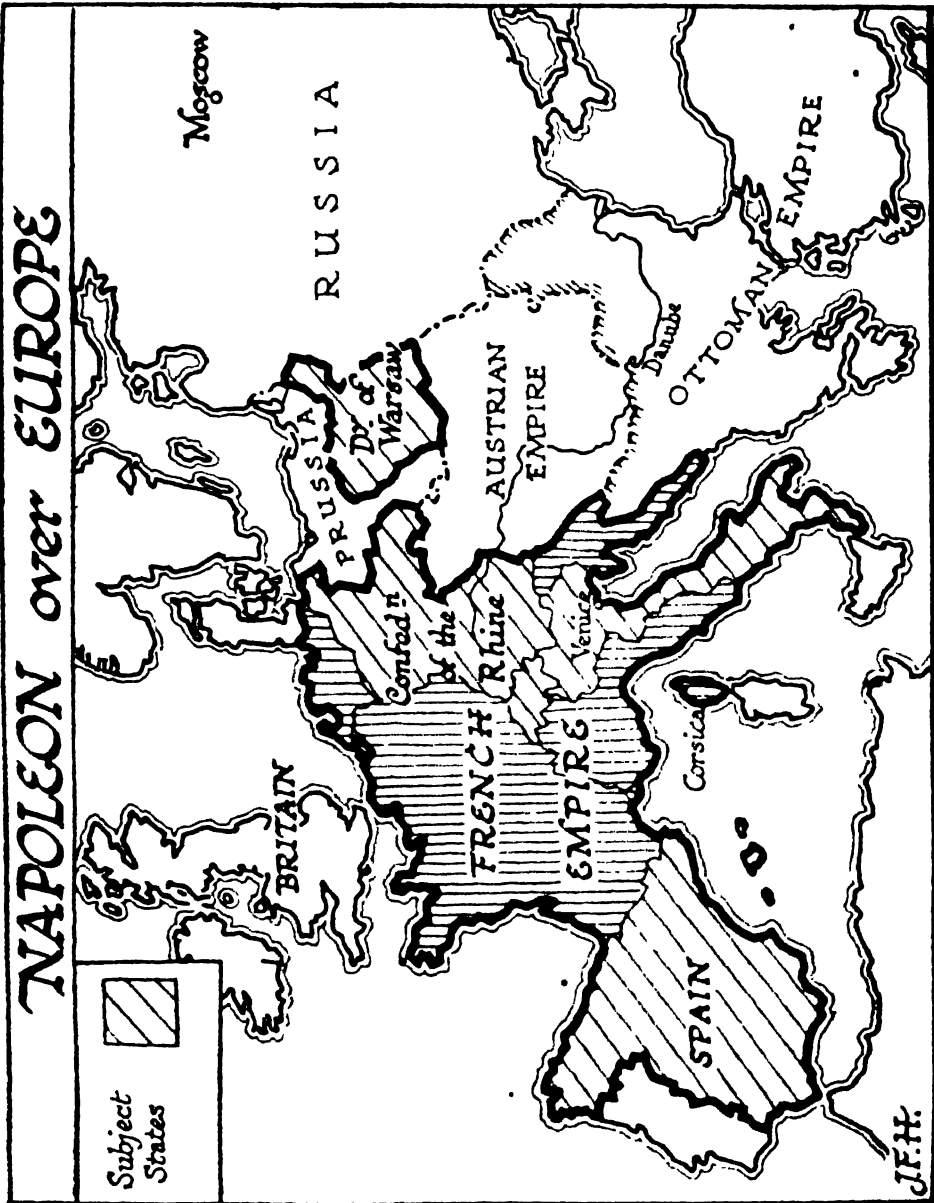 NAPOLEON over EUROPE
Subject
States
Moscow
RUSSIA
BRITAIN
PRUSSIA
Dy. of
Warsaw
Confedn
of the
Rhine
AUSTRIAN
EMPIRE
FRENCH
EMPIRE
Venice
Danube
OTTOMAN EMPIRE
Corsica
SPAIN
J.F.H.